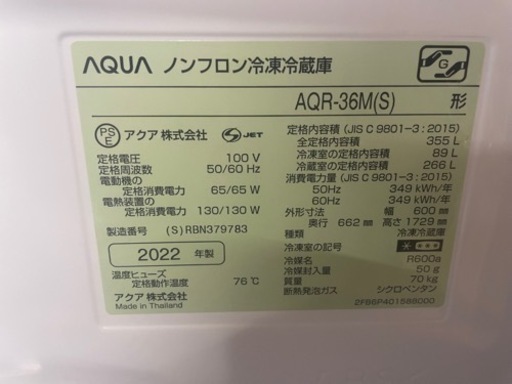 AQUA ノンフロン冷凍冷蔵庫
G
AQR-36M(S) 形
PS E アクア 株式会社 S JET
定格電圧 100 V
定格周波数 50/60 Hz
電動機の
定格消費電力 65/65 W
電熱装置の
定格消費電力 130/130 W
製造番号 (S)RBN379783
2022 年製
温度ヒューズ
定格動作温度 76℃
アクア 株式会社
Made in Thailand
定格内容積 (JIS C 9801-3:2015)
全定格内容積 355 L
冷凍室の定格内容積 89 L
冷蔵室の定格内容積 266 L
消費電力量 (JIS C 9801-3:2015)
50Hz 349 kWh/年
60Hz 349 kWh/年
外形寸法 幅 600 mm
奥行 662 mm 高さ 1729 mm
種類 冷凍冷蔵庫
冷凍室の記号
冷媒名 R600a
冷媒封入量 50 g
質量 70 kg
断熱発泡ガス シクロペンタン
2FB6P4015BB000